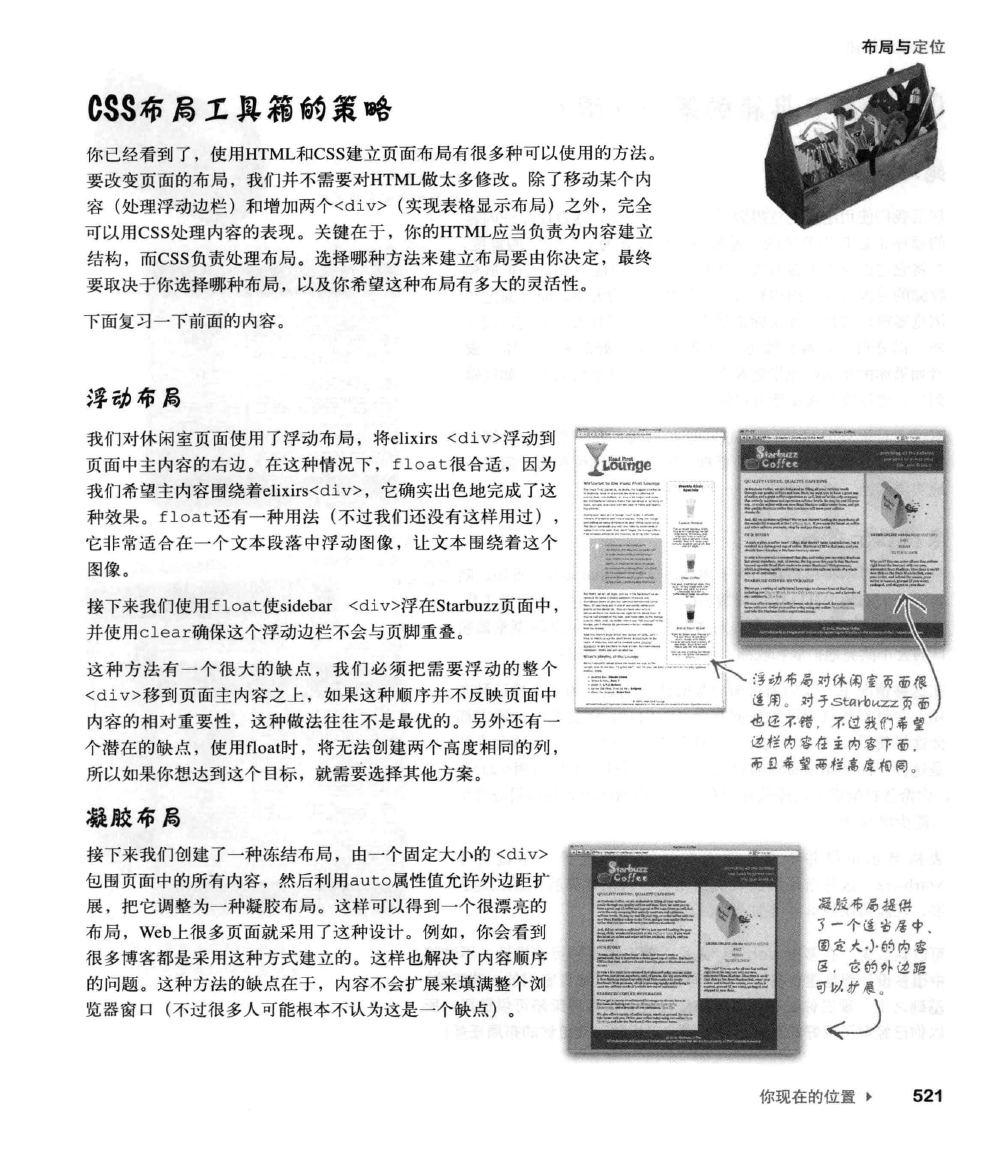 布局与定位
CSS布局工具箱的策略
你已经看到了，使用HTML和CSS建立页面布局有很多种可以使用的方法。
要改变页面的布局，我们并不需要对HTML做太多修改。除了移动某个内
容（处理浮动边栏）和增加两个<div>（实现表格显示布局）之外，完全
可以用CSS处理内容的表现。关键在于，你的HTML应当负责为内容建立
结构，而CSS负责处理布局。选择哪种方法来建立布局要由你决定，最终
要取决于你选择哪种布局，以及你希望这种布局有多大的灵活性。
下面复习一下前面的内容。
浮动布局
我们对休闲室页面使用了浮动布局，将elixirs <div>浮动到
页面中主内容的右边。在这种情况下，float很合适，因为
我们希望主内容围绕着elixirs<div>，它确实出色地完成了这
种效果。float还有一种用法（不过我们还没有这样用过），
它非常适合在一个文本段落中浮动图像，让文本围绕着这个
图像。
接下来我们使用float使sidebar <div>浮在Starbuzz页面中，
并使用clear确保这个浮动边栏不会与页脚重叠。
这种方法有一个很大的缺点，我们必须把需要浮动的整个
<div>移到页面主内容之上，如果这种顺序并不反映页面中
内容的相对重要性，这种做法往往不是最优的。另外还有一
个潜在的缺点，使用float时，将无法创建两个高度相同的列，
所以如果你想达到这个目标，就需要选择其他方案。
Head First
Lounge
Welcome to the Head First Lounge
Weekly Elixir
Specials
Starbuzz
Coffee
QUALITY COFFEE, QUALITY CAFFEINE
OUR STORY
STARBUZZ COFFEE BEVERAGES
浮动布局对休闲室页面很
适用。对于Starbuzz页面
也还不错，不过我们希望
边栏内容在主内容下面，
而且希望两栏高度相同。
凝胶布局
接下来我们创建了一种冻结布局，由一个固定大小的 <div>
包围页面中的所有内容，然后利用auto属性值允许外边距扩
展，把它调整为一种凝胶布局。这样可以得到一个很漂亮的
布局，Web上很多页面就采用了这种设计。例如，你会看到
很多博客都是采用这种方式建立的。这样也解决了内容顺序
的问题。这种方法的缺点在于，内容不会扩展来填满整个浏
览器窗口（不过很多人可能根本不认为这是一个缺点）。
Starbuzz
Coffee
QUALITY COFFEE, QUALITY CAFFEINE
OUR STORY
STARBUZZ COFFEE BEVERAGES
凝胶布局提供
了一个适当居中、
固定大小的内容
区，它的外边距
可以扩展。
你现在的位置 ▸ 521